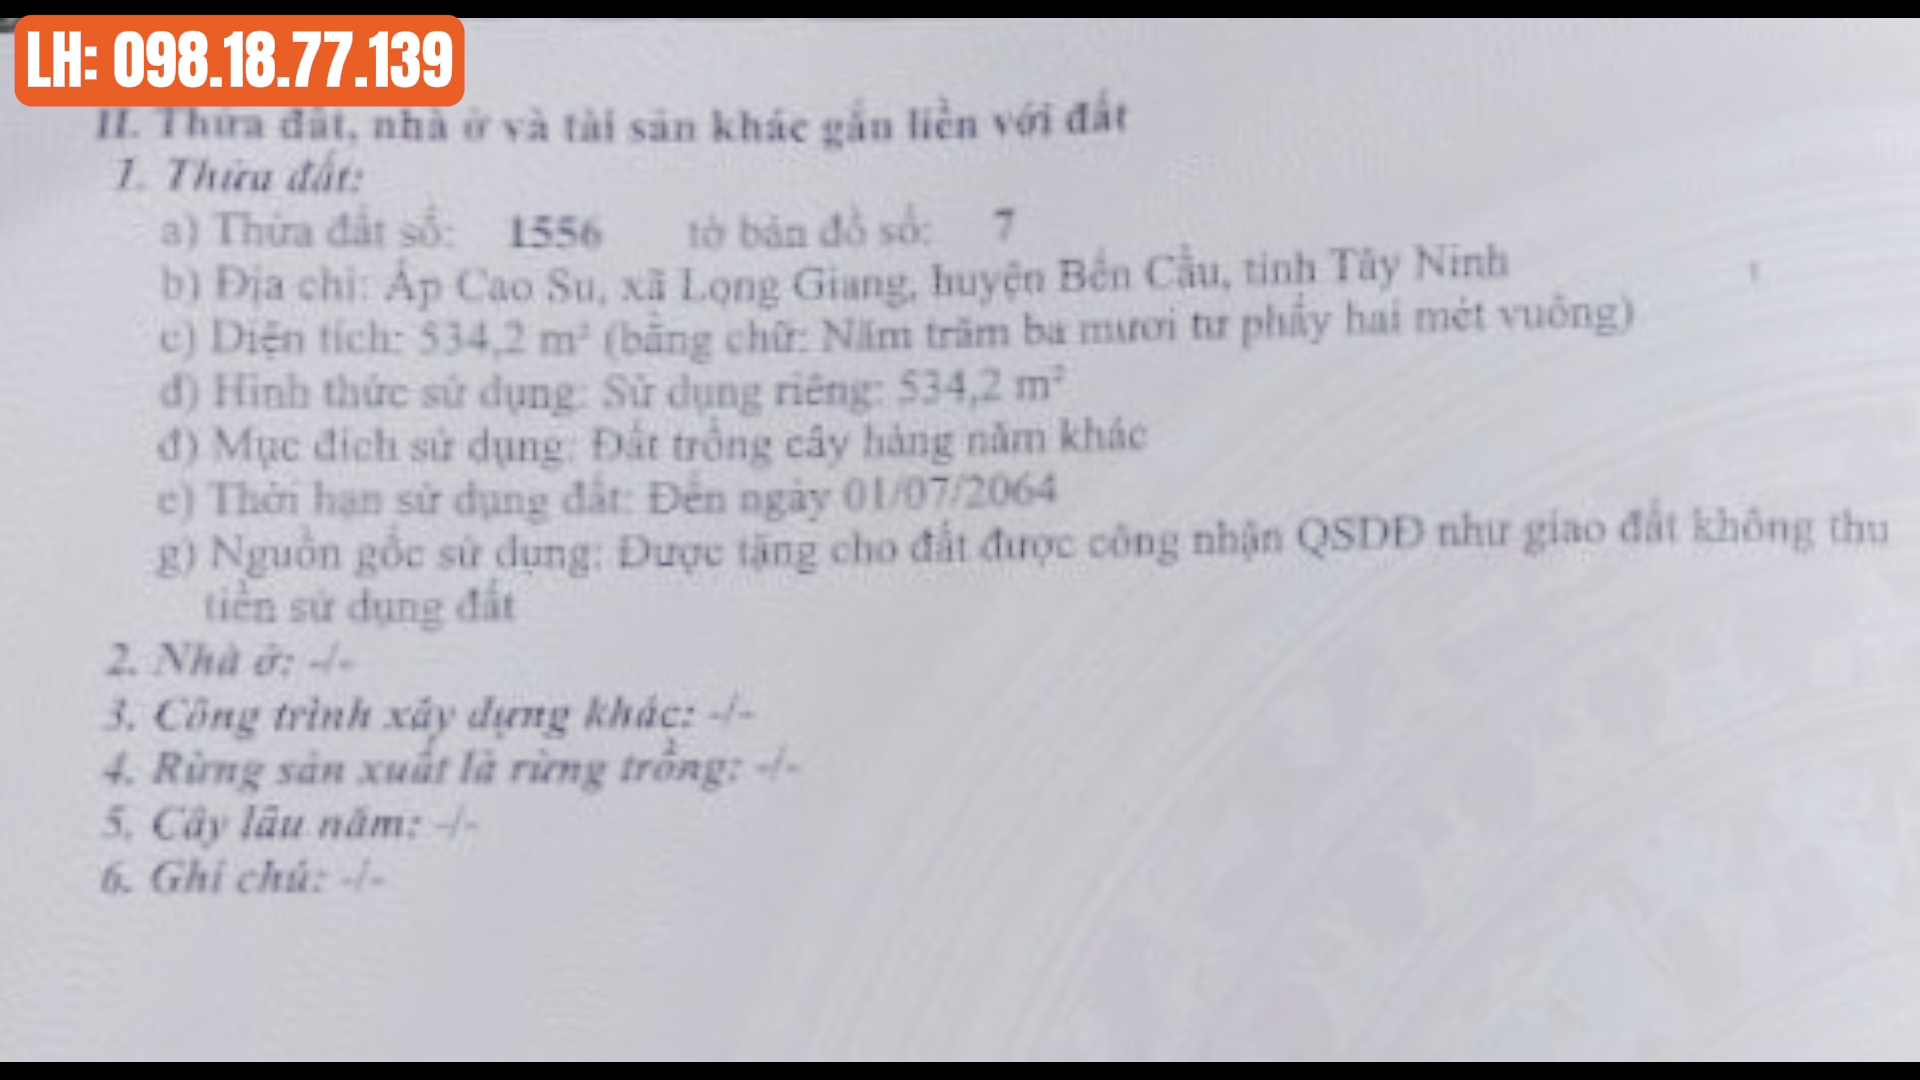 LH: 098.18.77.139
II. Thửa đất, nhà ở và tài sản khác gắn liền với đất
1. Thửa đất:
a) Thửa đất số: 1556 tờ bản đồ số: 7
b) Địa chỉ: Ấp Cao Su, xã Long Giang, huyện Bến Cầu, tỉnh Tây Ninh
c) Diện tích: 534,2 m² (bằng chữ: Năm trăm ba mươi tư phẩy hai mét vuông)
d) Hình thức sử dụng: Sử dụng riêng: 534,2 m²
đ) Mục đích sử dụng: Đất trồng cây hàng năm khác
e) Thời hạn sử dụng đất: Đến ngày 01/07/2064
g) Nguồn gốc sử dụng: Được tặng cho đất được công nhận QSDĐ như giao đất không thu
tiền sử dụng đất
2. Nhà ở: -/-
3. Công trình xây dựng khác: -/-
4. Rừng sản xuất là rừng trồng: -/-
5. Cây lâu năm: -/-
6. Ghi chú: -/-